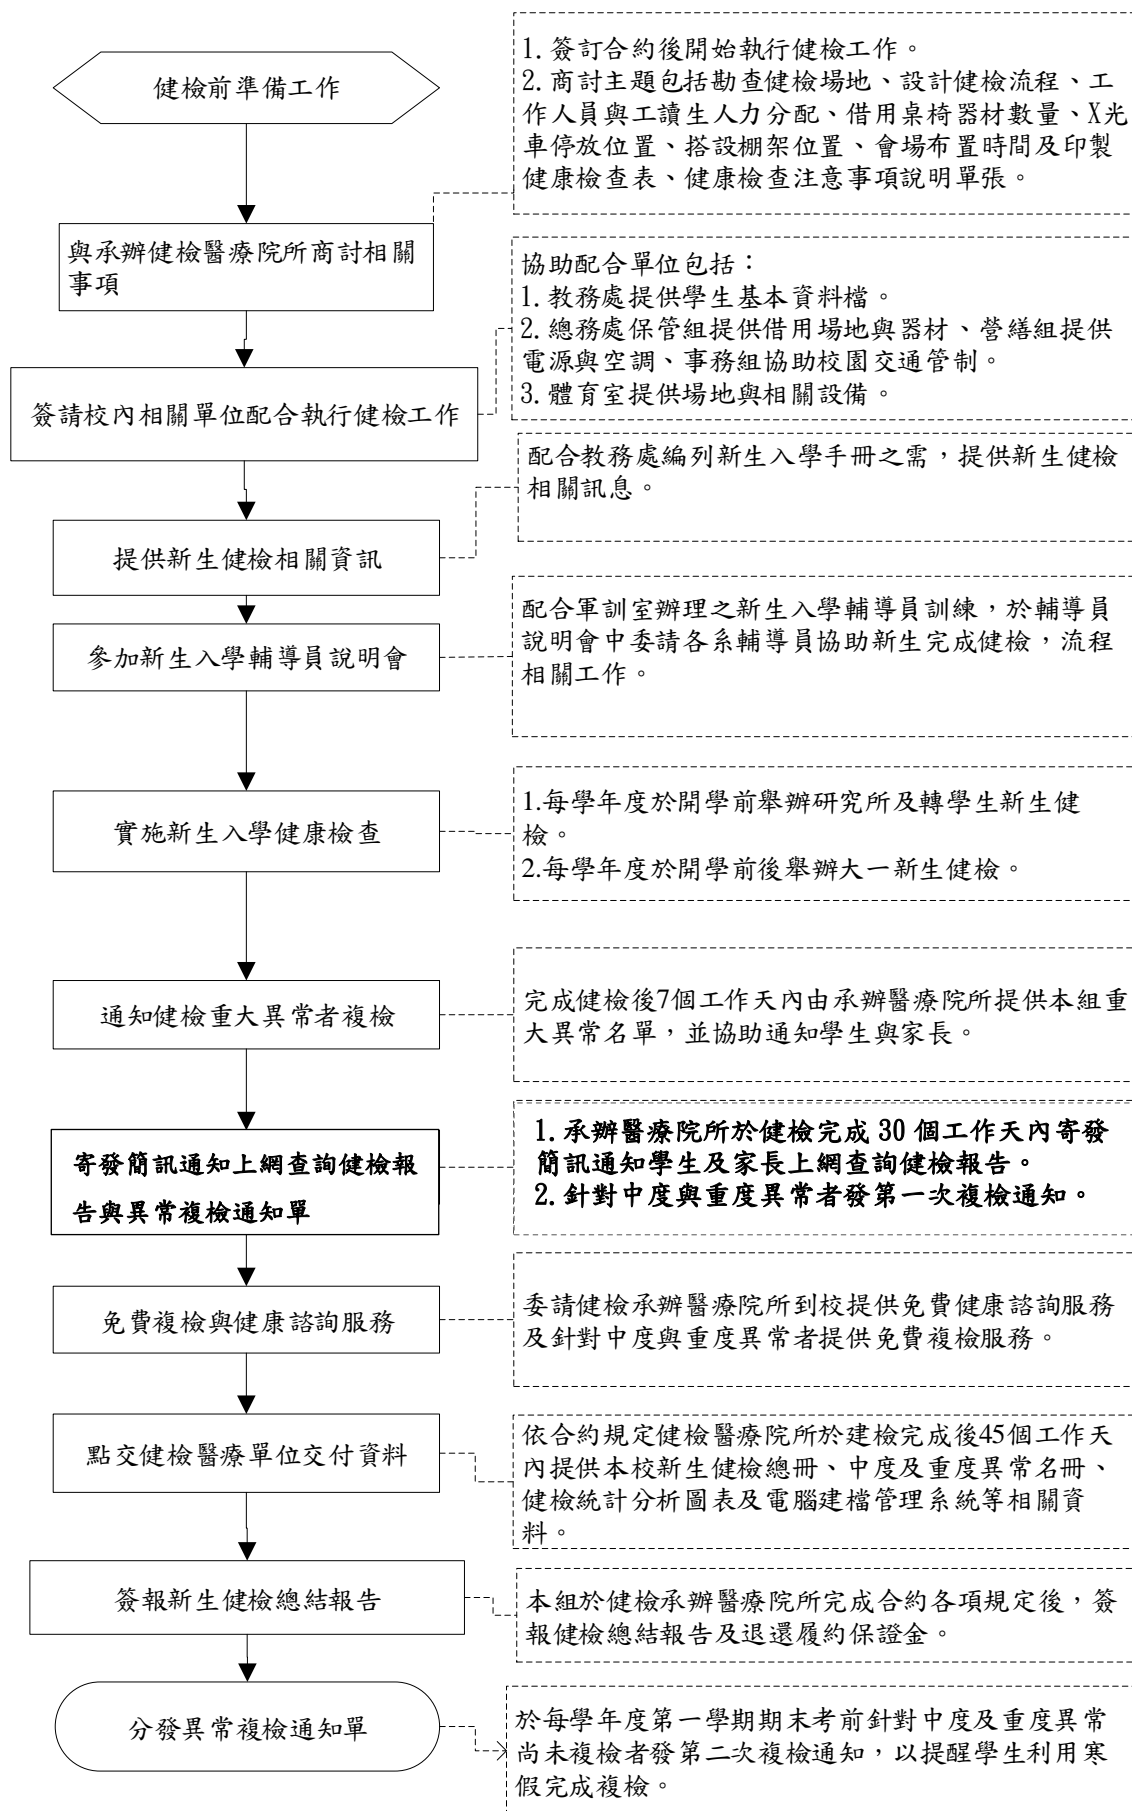 健檢前準備工作
1. 簽訂合約後開始執行健檢工作。
2. 商討主題包括勘查健檢場地、設計健檢流程、工
作人員與工讀生人力分配、借用桌椅器材數量、X光
車停放位置、搭設棚架位置、會場布置時間及印製
健康檢查表、健康檢查注意事項說明單張。
與承辦健檢醫療院所商討相關
事項
協助配合單位包括：
1. 教務處提供學生基本資料檔。
2. 總務處保管組提供借用場地與器材、營繕組提供
電源與空調、事務組協助校園交通管制。
3. 體育室提供場地與相關設備。
簽請校內相關單位配合執行健檢工作
配合教務處編列新生入學手冊之需，提供新生健檢
相關訊息。
提供新生健檢相關資訊
配合軍訓室辦理之新生入學輔導員訓練，於輔導員
說明會中委請各系輔導員協助新生完成健檢，流程
相關工作。
參加新生入學輔導員說明會
1.每學年度於開學前舉辦研究所及轉學生新生健
檢。
2.每學年度於開學前後舉辦大一新生健檢。
實施新生入學健康檢查
完成健檢後7個工作天內由承辦醫療院所提供本組重
大異常名單，並協助通知學生與家長。
通知健檢重大異常者複檢
1. 承辦醫療院所於健檢完成 30 個工作天內寄發
簡訊通知學生及家長上網查詢健檢報告。
2. 針對中度與重度異常者發第一次複檢通知。
寄發簡訊通知上網查詢健檢報
告與異常複檢通知單
委請健檢承辦醫療院所到校提供免費健康諮詢服務
及針對中度與重度異常者提供免費複檢服務。
免費複檢與健康諮詢服務
依合約規定健檢醫療院所於建檢完成後45個工作天
內提供本校新生健檢總冊、中度及重度異常名冊、
健檢統計分析圖表及電腦建檔管理系統等相關資
料。
點交健檢醫療單位交付資料
本組於健檢承辦醫療院所完成合約各項規定後，簽
報健檢總結報告及退還履約保證金。
簽報新生健檢總結報告
於每學年度第一學期期末考前針對中度及重度異常
尚未複檢者發第二次複檢通知，以提醒學生利用寒
假完成複檢。
分發異常複檢通知單